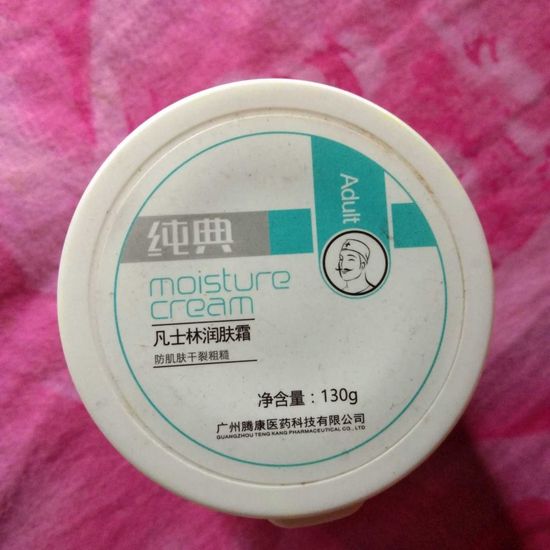 Adult
纯典
moisture
cream
凡士林润肤霜
防肌肤干裂粗糙
净含量：130g
广州腾康医药科技有限公司
GUANGZHOU TENG KANG PHARMACEUTICAL CO., LTD